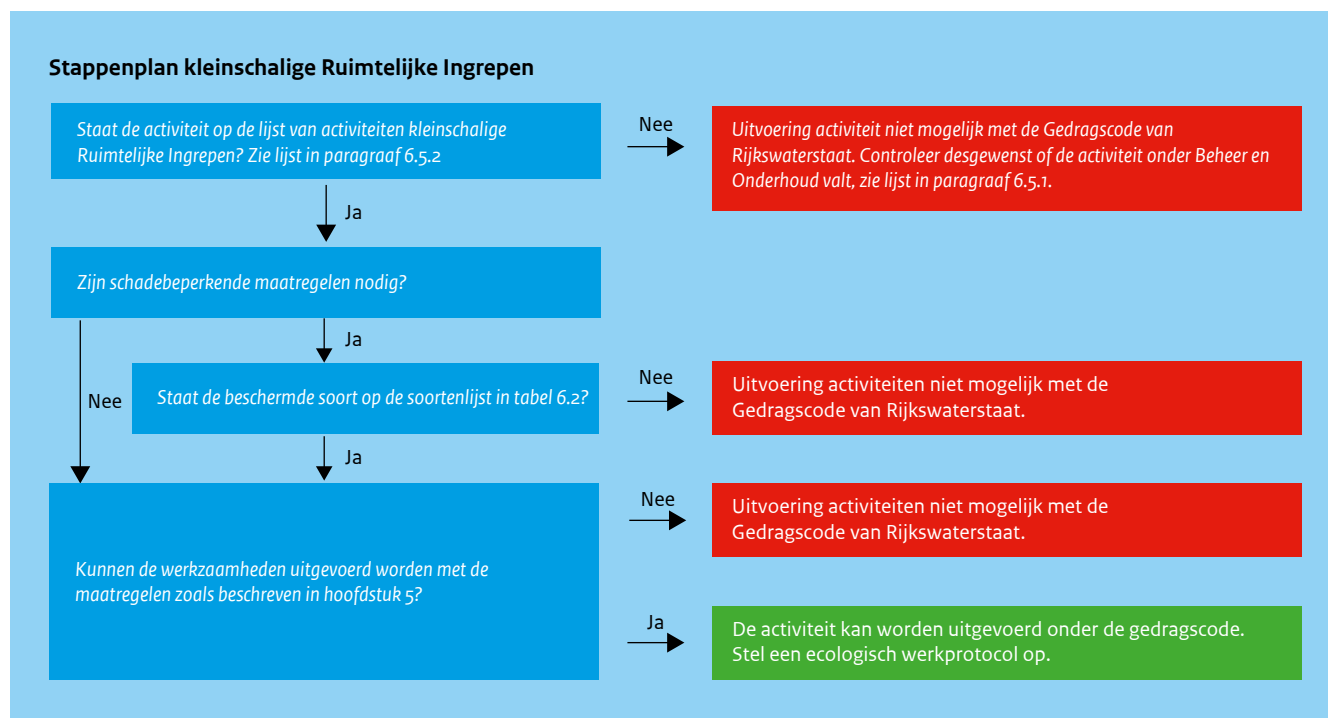 Stappenplan kleinschalige Ruimtelijke Ingrepen
Staat de activiteit op de lijst van activiteiten kleinschalige
Ruimtelijke Ingrepen? Zie lijst in paragraaf 6.5.2
Nee
Uitvoering activiteit niet mogelijk met de Gedragscode van
Rijkswaterstaat. Controleer desgewenst of de activiteit onder Beheer en
Onderhoud valt, zie lijst in paragraaf 6.5.1.
Ja
Zijn schadebeperkende maatregelen nodig?
Ja
Nee
Staat de beschermde soort op de soortenlijst in tabel 6.2?
Nee
Uitvoering activiteiten niet mogelijk met de
Gedragscode van Rijkswaterstaat.
Ja
Kunnen de werkzaamheden uitgevoerd worden met de
maatregelen zoals beschreven in hoofdstuk 5?
Nee
Uitvoering activiteiten niet mogelijk met de
Gedragscode van Rijkswaterstaat.
Ja
De activiteit kan worden uitgevoerd onder de gedragscode.
Stel een ecologisch werkprotocol op.